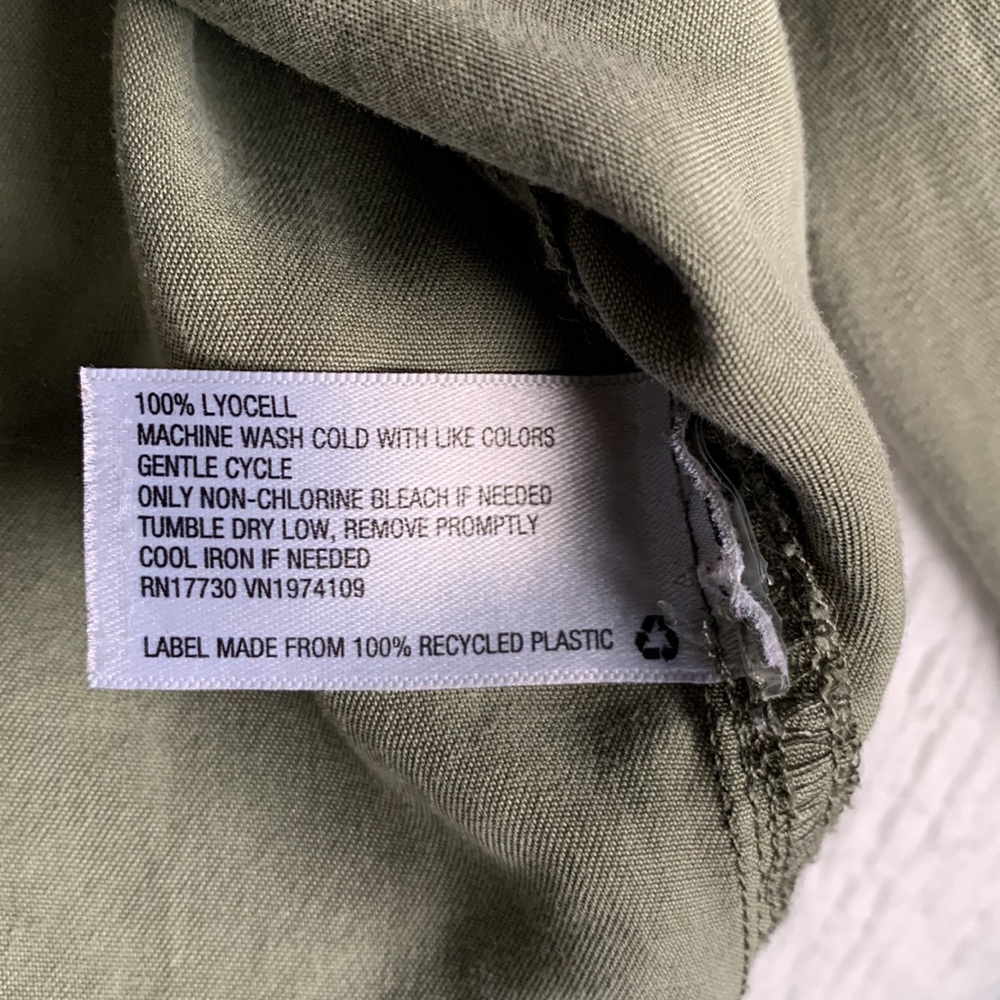 100% LYOCELL
MACHINE WASH COLD WITH LIKE COLORS
GENTLE CYCLE
ONLY NON-CHLORINE BLEACH IF NEEDED
TUMBLE DRY LOW, REMOVE PROMPTLY
COOL IRON IF NEEDED
RN17730 VN1974109
LABEL MADE FROM 100% RECYCLED PLASTIC